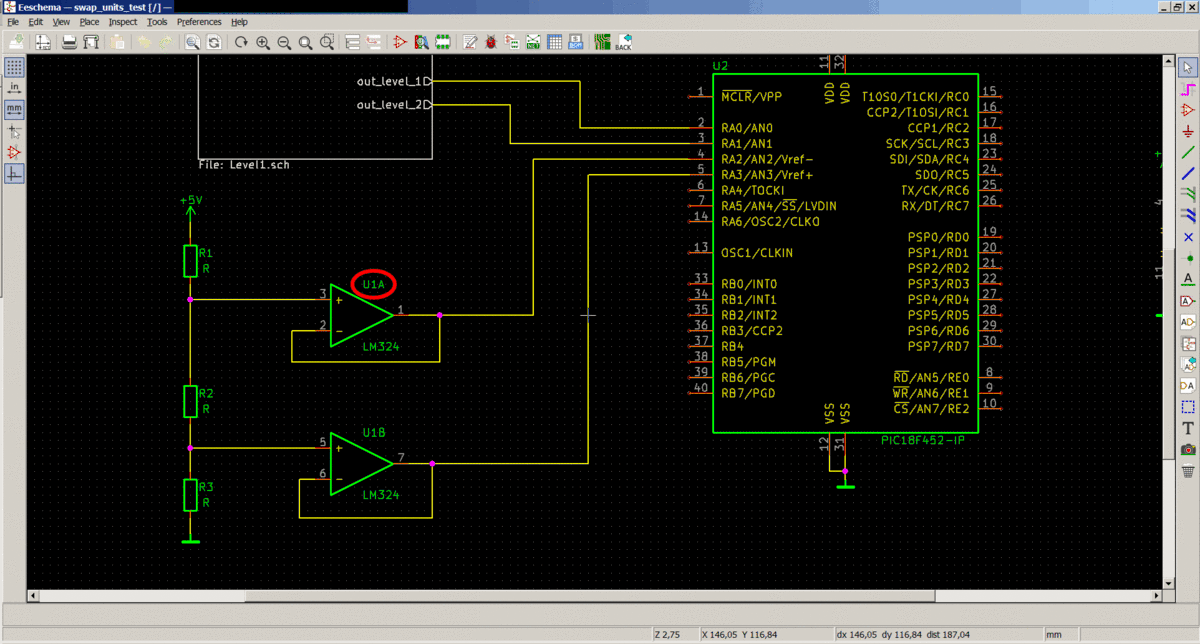 Eeschema — swap_units_test [/] —
File Edit View Place Inspect Tools Preferences Help
NET
BOM
BACK
in
mm
out_level_1
out_level_2
File: Level1.sch
+5V
R1
R
R2
R
R3
R
U1A
3
+
1
2
−
LM324
U1B
5
+
7
6
−
LM324
U2
11
32
VDD
VDD
1 MCLR/VPP
2 RA0/AN0
3 RA1/AN1
4 RA2/AN2/Vref-
5 RA3/AN3/Vref+
6 RA4/TOCKI
7 RA5/AN4/SS/LVDIN
14 RA6/OSC2/CLKO
13 OSC1/CLKIN
33 RB0/INT0
34 RB1/INT1
35 RB2/INT2
36 RB3/CCP2
37 RB4
38 RB5/PGM
39 RB6/PGC
40 RB7/PGD
T1OSO/T1CKI/RC0 15
CCP2/T1OSI/RC1 16
CCP1/RC2 17
SCK/SCL/RC3 18
SDI/SDA/RC4 23
SDO/RC5 24
TX/CK/RC6 25
RX/DT/RC7 26
PSP0/RD0 19
PSP1/RD1 20
PSP2/RD2 21
PSP3/RD3 22
PSP4/RD4 27
PSP5/RD5 28
PSP6/RD6 29
PSP7/RD7 30
RD/AN5/RE0 8
WR/AN6/RE1 9
CS/AN7/RE2 10
VSS
VSS
12
31
PIC18F452-IP
A
A
A
A
T
Z 2,75
X 146,05 Y 116,84
dx 146,05 dy 116,84 dist 187,04
mm